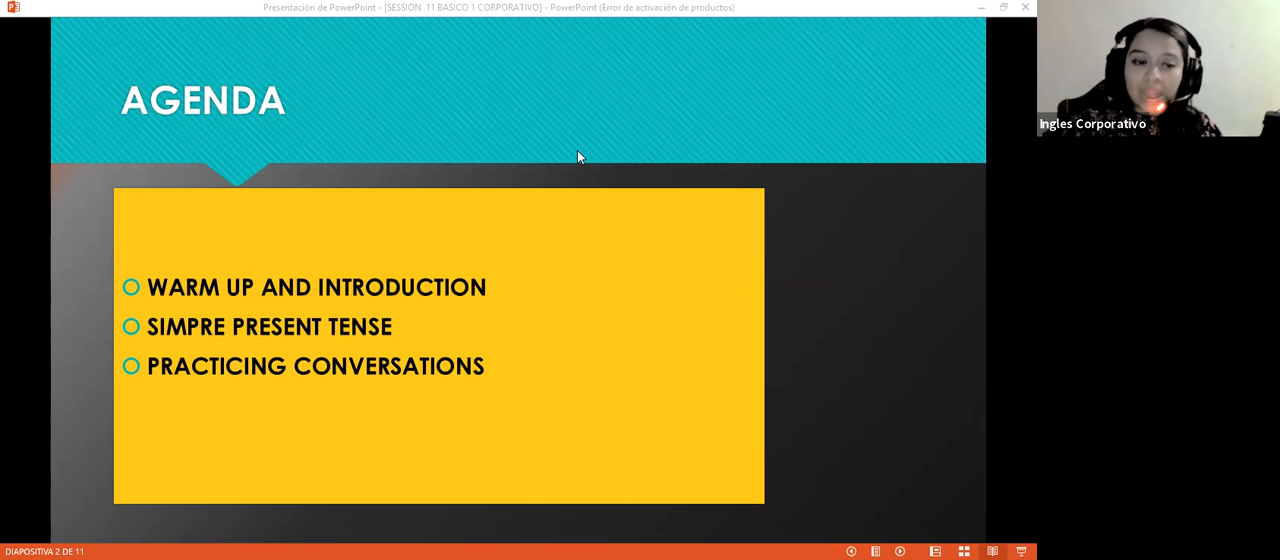 Presentación de PowerPoint - [SESSION 11 BASICO 1 CORPORATIVO] - PowerPoint (Error de activación de productos)
AGENDA
Ingles Corporativo
WARM UP AND INTRODUCTION
SIMPRE PRESENT TENSE
PRACTICING CONVERSATIONS
DIAPOSITIVA 2 DE 11